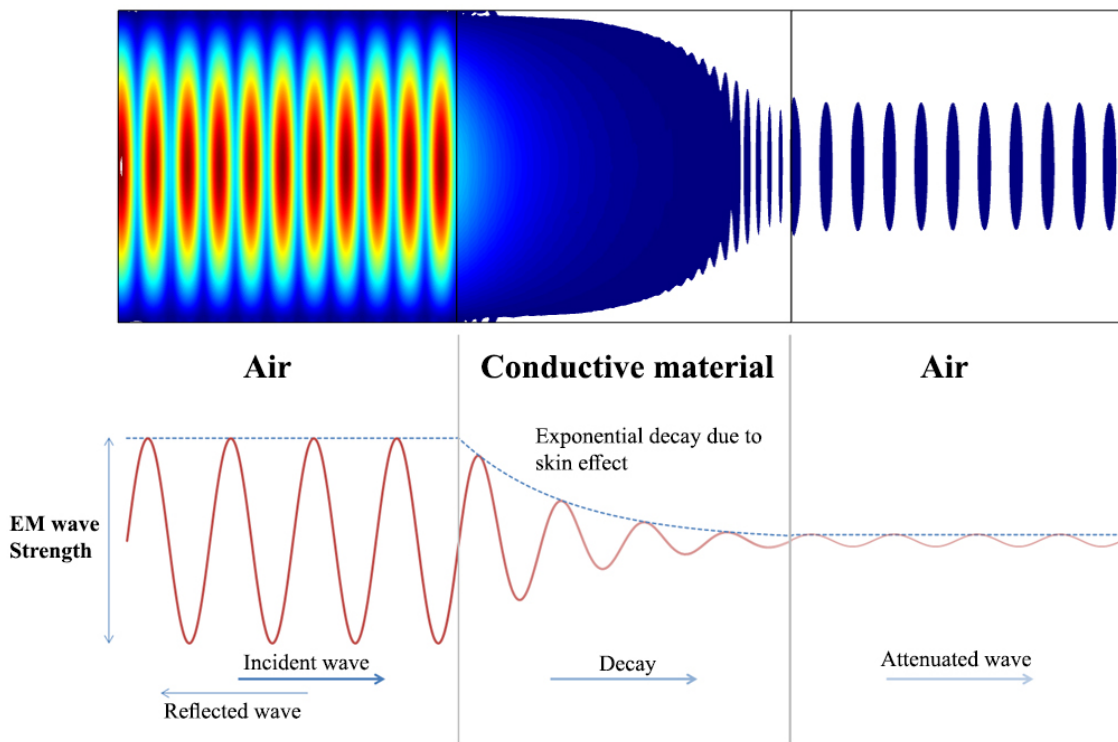 Air
Conductive material
Air
Exponential decay due to
skin effect
EM wave
Strength
Incident wave
Reflected wave
Decay
Attenuated wave